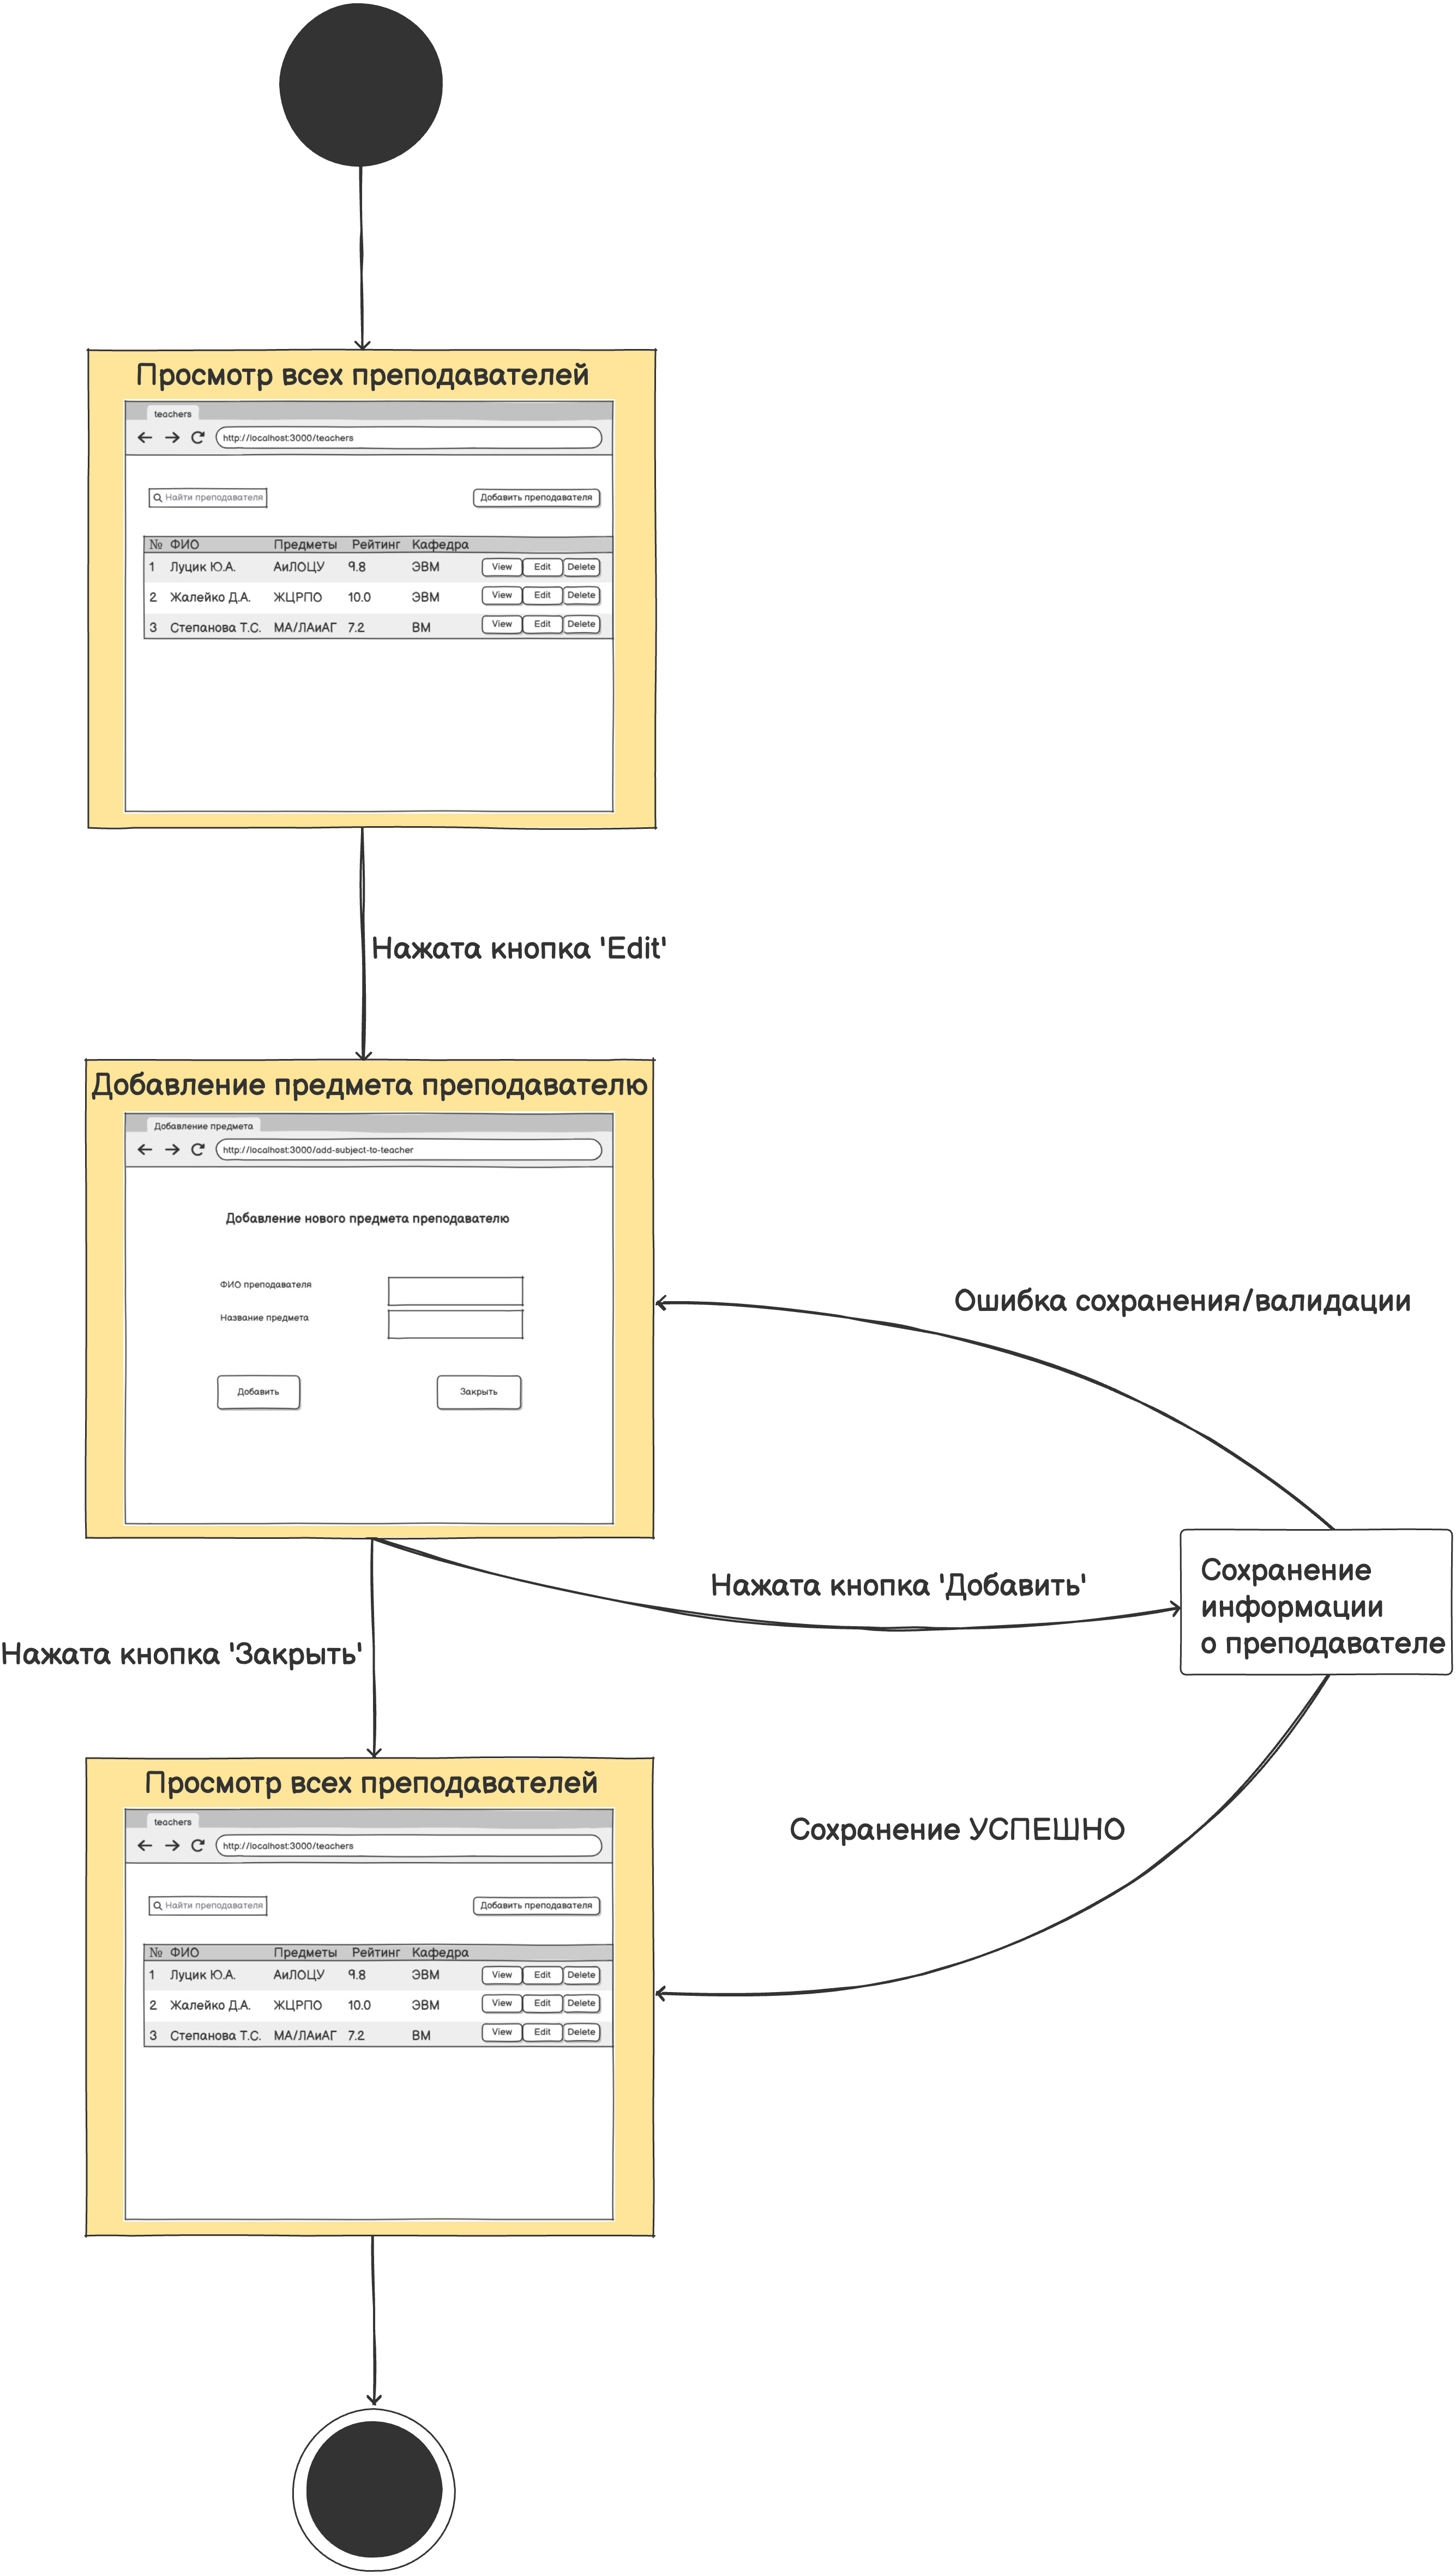 Просмотр всех преподавателей
teachers
http://localhost:3000/teachers
Найти преподавателя
Добавить преподавателя
№ ФИО Предметы Рейтинг Кафедра
1 Луцик Ю.А. АиЛОЦУ 9.8 ЭВМ View Edit Delete
2 Жалейко Д.А. ЖЦРПО 10.0 ЭВМ View Edit Delete
3 Степанова Т.С. МА/ЛАиАГ 7.2 ВМ View Edit Delete
Нажата кнопка 'Edit'
Добавление предмета преподавателю
Добавление предмета
http://localhost:3000/add-subject-to-teacher
Добавление нового предмета преподавателю
ФИО преподавателя
Название предмета
Добавить
Закрыть
Ошибка сохранения/валидации
Нажата кнопка 'Добавить'
Сохранение
информации
о преподавателе
Нажата кнопка 'Закрыть'
Сохранение УСПЕШНО
Просмотр всех преподавателей
teachers
http://localhost:3000/teachers
Найти преподавателя
Добавить преподавателя
№ ФИО Предметы Рейтинг Кафедра
1 Луцик Ю.А. АиЛОЦУ 9.8 ЭВМ View Edit Delete
2 Жалейко Д.А. ЖЦРПО 10.0 ЭВМ View Edit Delete
3 Степанова Т.С. МА/ЛАиАГ 7.2 ВМ View Edit Delete